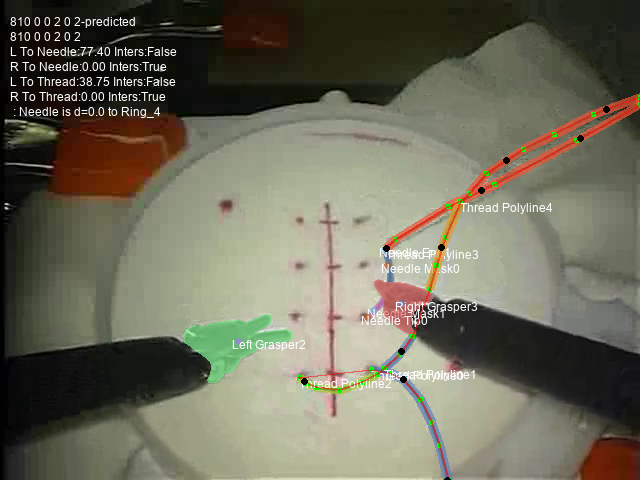 810 0 0 2 0 2-predicted
810 0 0 2 0 2
L To Needle:77.40 Inters:False
R To Needle:0.00 Inters:True
L To Thread:38.75 Inters:False
R To Thread:0.00 Inters:True
: Needle is d=0.0 to Ring_4
Thread Polyline4
Thread Polyline3
Needle Mask0
Right Grasper3
Needle Tip0
Left Grasper2
Thread Polyline2